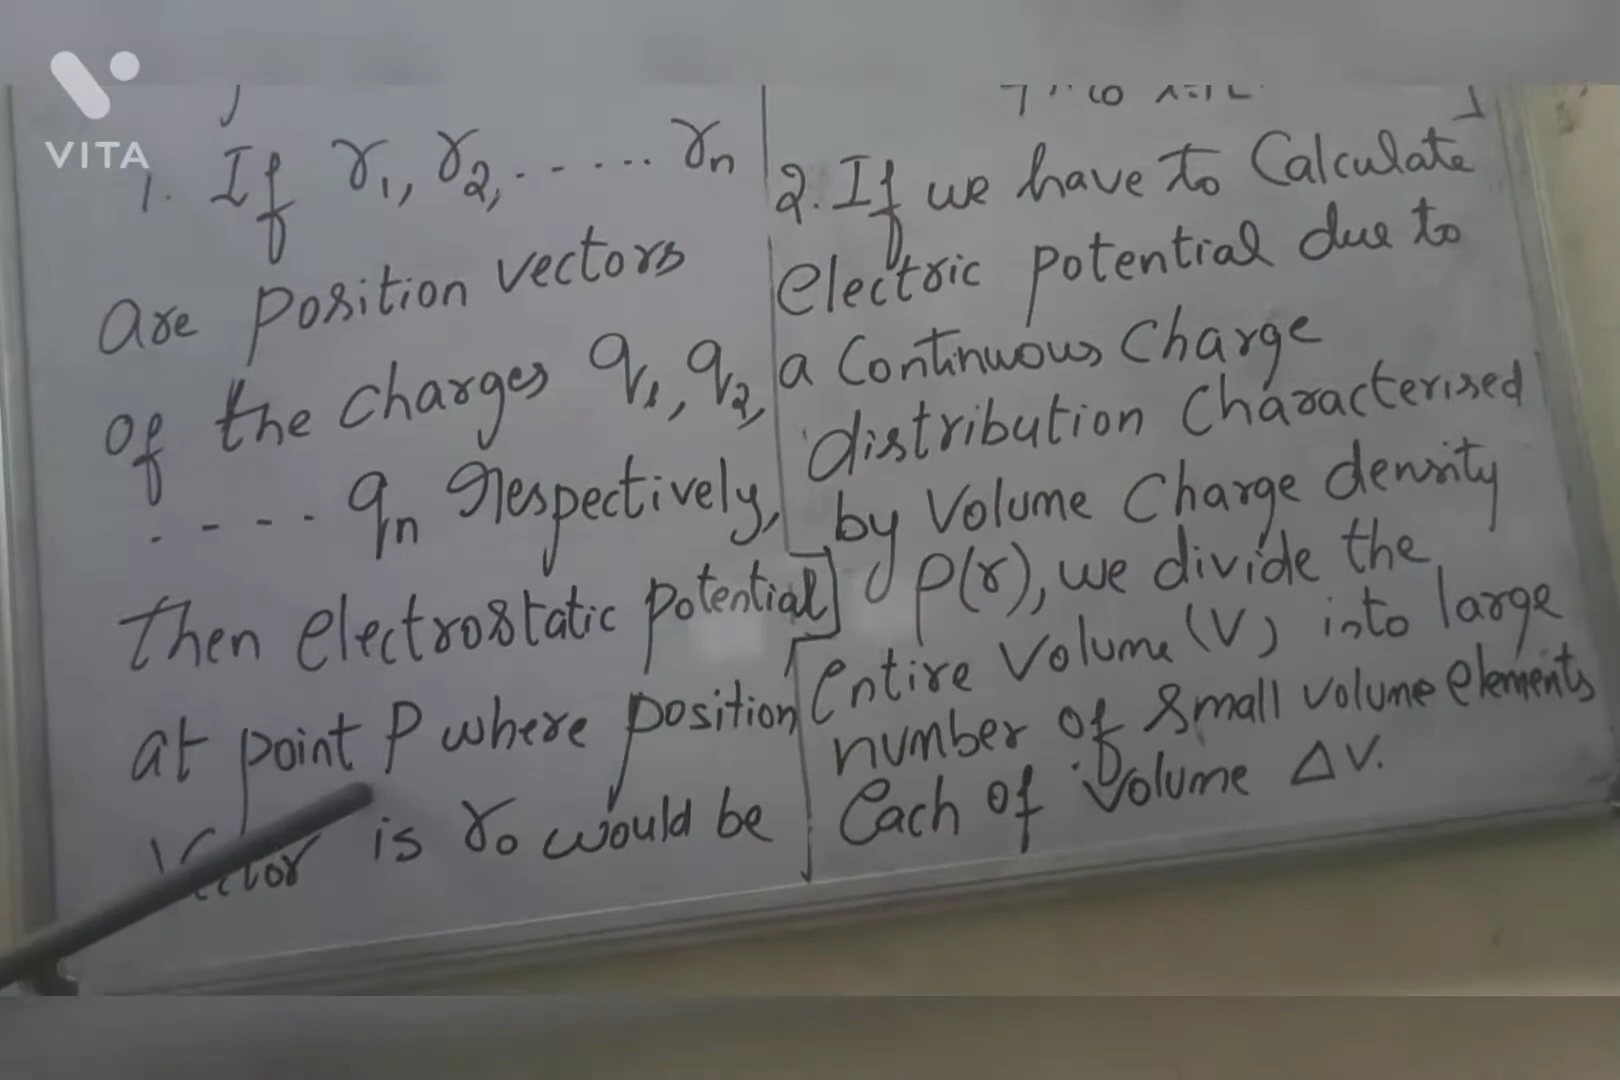 VITA
1. If r1, r2, ..... rn
are position vectors
of the charges q1, q2,
..... qn respectively,
then electrostatic potential
at point P where position
vector is r0 would be
2. If we have to calculate
electric potential due to
a continuous charge
distribution characterised
by volume charge density
ρ(r), we divide the
entire volume (V) into large
number of small volume elements
each of volume ΔV.